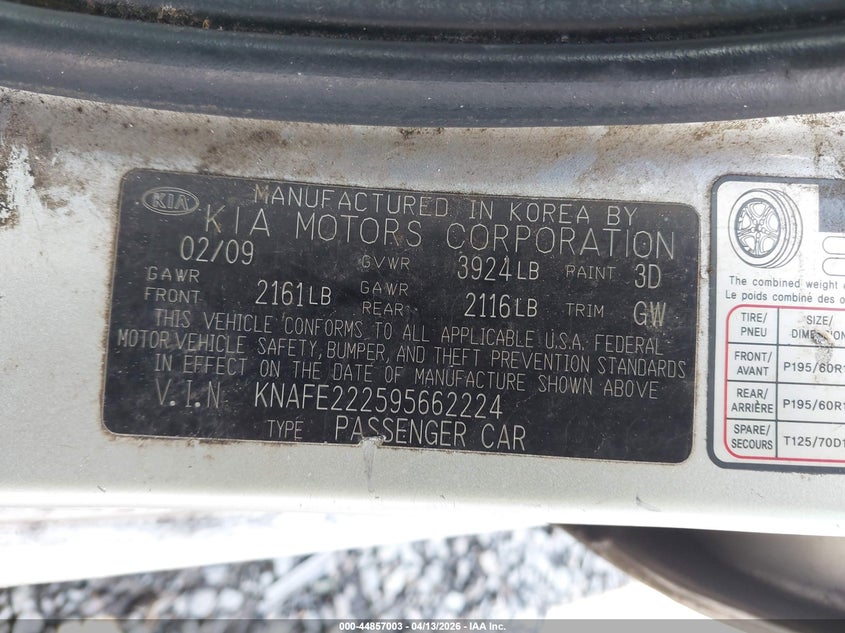 KIA
MANUFACTURED IN KOREA BY
KIA MOTORS CORPORATION
02/09 GVWR 3924LB PAINT 3D
GAWR FRONT 2161LB GAWR REAR 2116LB TRIM GW
THIS VEHICLE CONFORMS TO ALL APPLICABLE U.S.A. FEDERAL
MOTOR VEHICLE SAFETY, BUMPER, AND THEFT PREVENTION STANDARDS
IN EFFECT ON THE DATE OF MANUFACTURE SHOWN ABOVE
V.I.N KNAFE222595662224
TYPE PASSENGER CAR
The combined weight
Le poids combiné des
TIRE/ PNEU SIZE/
FRONT/ AVANT P195/60R
REAR/ ARRIÈRE P195/60R
SPARE/ SECOURS T125/70D
000-44857003 - 04/13/2026 - IAA Inc.